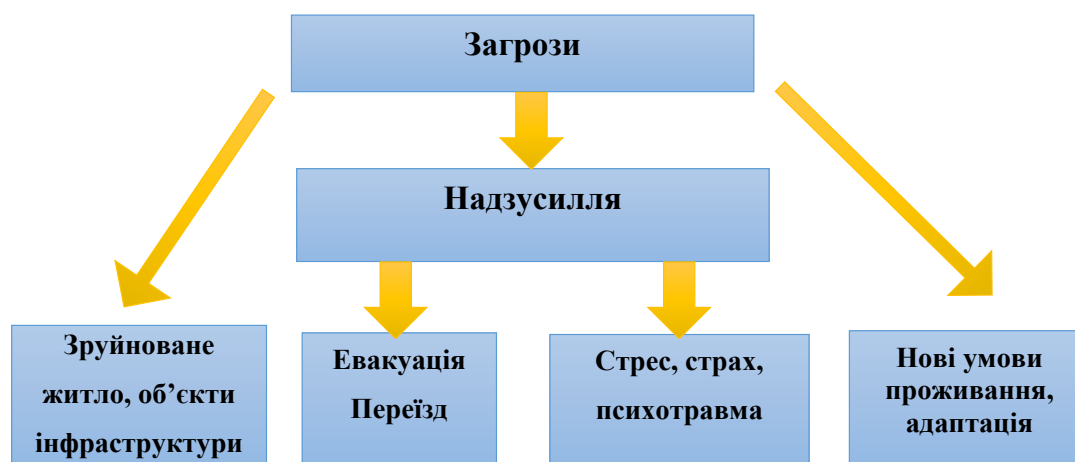 Загрози
Надзусилля
Зруйноване
житло, об’єкти
інфраструктури
Евакуація
Переїзд
Стрес, страх,
психотравма
Нові умови
проживання,
адаптація